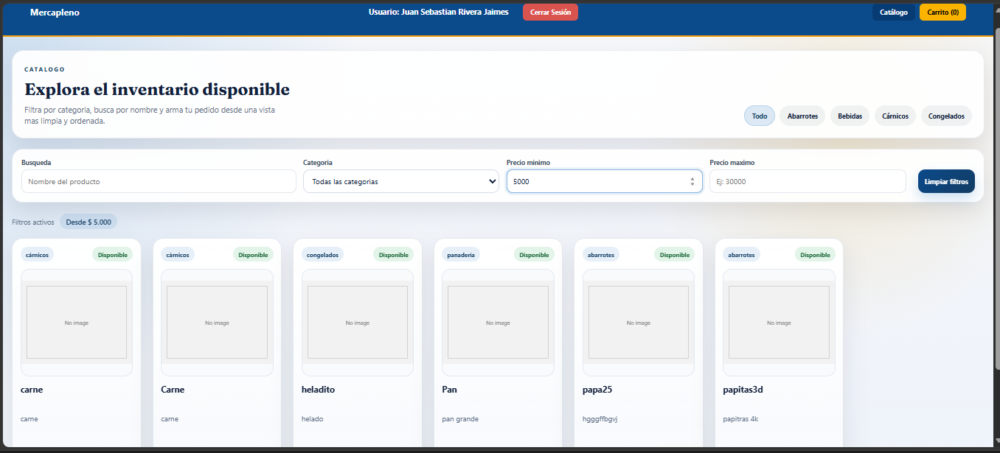 Mercapleno
Usuario: Juan Sebastian Rivera Jaimes
Cerrar Sesión
Catálogo
Carrito (0)
CATALOGO
Explora el inventario disponible
Filtra por categoria, busca por nombre y arma tu pedido desde una vista
mas limpia y ordenada.
Todo
Abarrotes
Bebidas
Cárnicos
Congelados
Busqueda
Categoria
Precio minimo
Precio maximo
Nombre del producto
Todas las categorias
5000
Ej: 30000
Limpiar filtros
Filtros activos
Desde $ 5.000
cárnicos
Disponible
No image
carne
carne
cárnicos
Disponible
No image
Carne
carne
congelados
Disponible
No image
heladito
helado
panaderia
Disponible
No image
Pan
pan grande
abarrotes
Disponible
No image
papa25
hgggffbgvj
abarrotes
Disponible
No image
papitas3d
papitras 4k